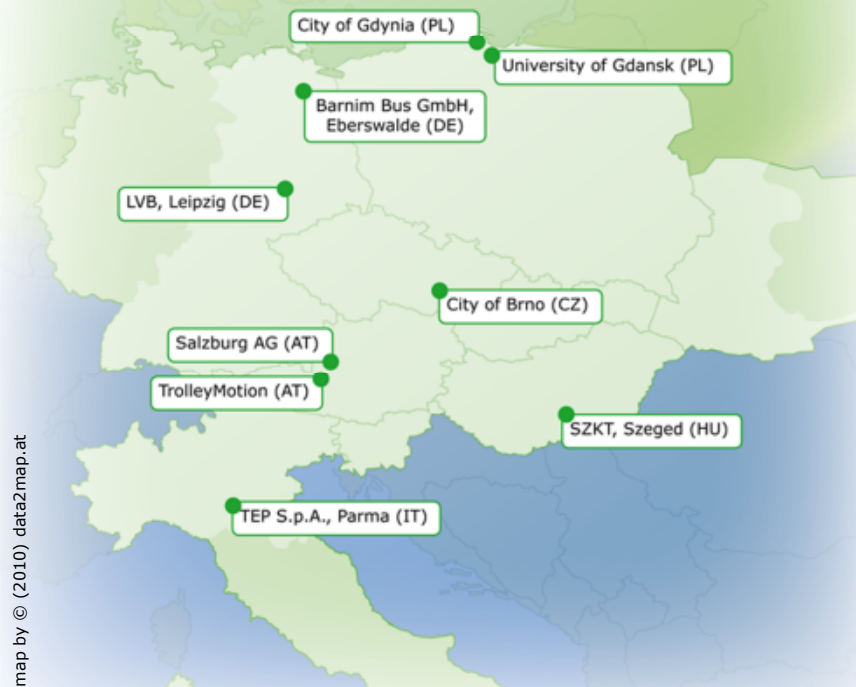 City of Gdynia (PL)
University of Gdansk (PL)
Barnim Bus GmbH,
Eberswalde (DE)
LVB, Leipzig (DE)
City of Brno (CZ)
Salzburg AG (AT)
TrolleyMotion (AT)
SZKT, Szeged (HU)
TEP S.p.A., Parma (IT)
map by © (2010) data2map.at